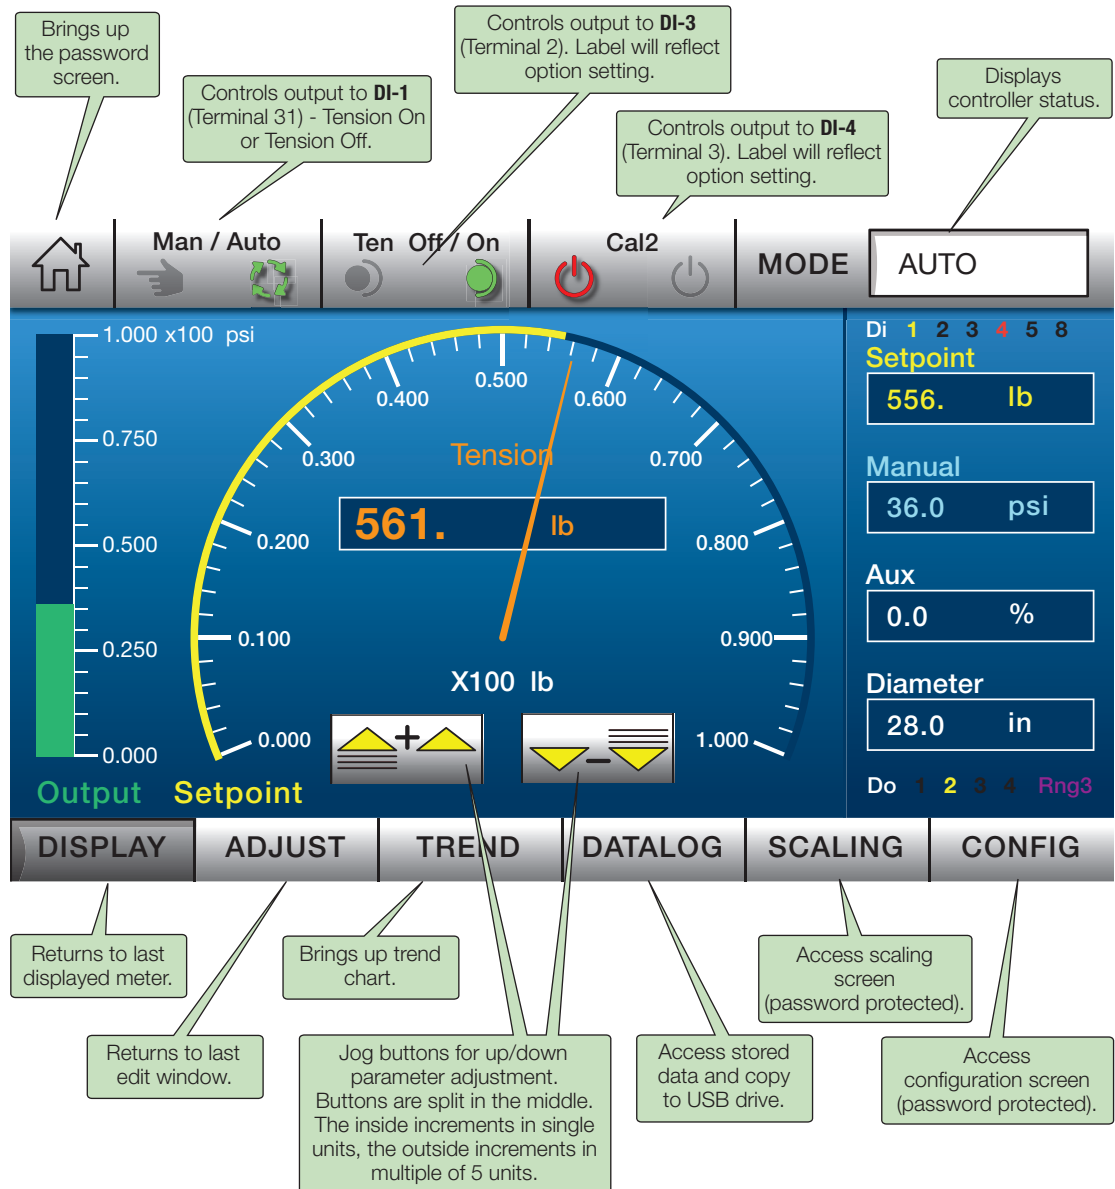 Brings up
the password
screen.
Controls output to DI-1
(Terminal 31) - Tension On
or Tension Off.
Controls output to DI-3
(Terminal 2). Label will reflect
option setting.
Controls output to DI-4
(Terminal 3). Label will reflect
option setting.
Displays
controller status.
Man / Auto
Ten Off / On
Cal2
MODE
AUTO
1.000 x100 psi
0.750
0.500
0.250
0.000
Output
Setpoint
0.000
0.100
0.200
0.300
0.400
0.500
0.600
0.700
0.800
0.900
1.000
Tension
561. lb
X100 lb
+
-
Di 1 2 3 4 5 8
Setpoint
556. lb
Manual
36.0 psi
Aux
0.0 %
Diameter
28.0 in
Do 1 2 3 4 Rng3
DISPLAY
ADJUST
TREND
DATALOG
SCALING
CONFIG
Returns to last
displayed meter.
Returns to last
edit window.
Brings up trend
chart.
Jog buttons for up/down
parameter adjustment.
Buttons are split in the middle.
The inside increments in single
units, the outside increments in
multiple of 5 units.
Access stored
data and copy
to USB drive.
Access scaling
screen
(password protected).
Access
configuration screen
(password protected).